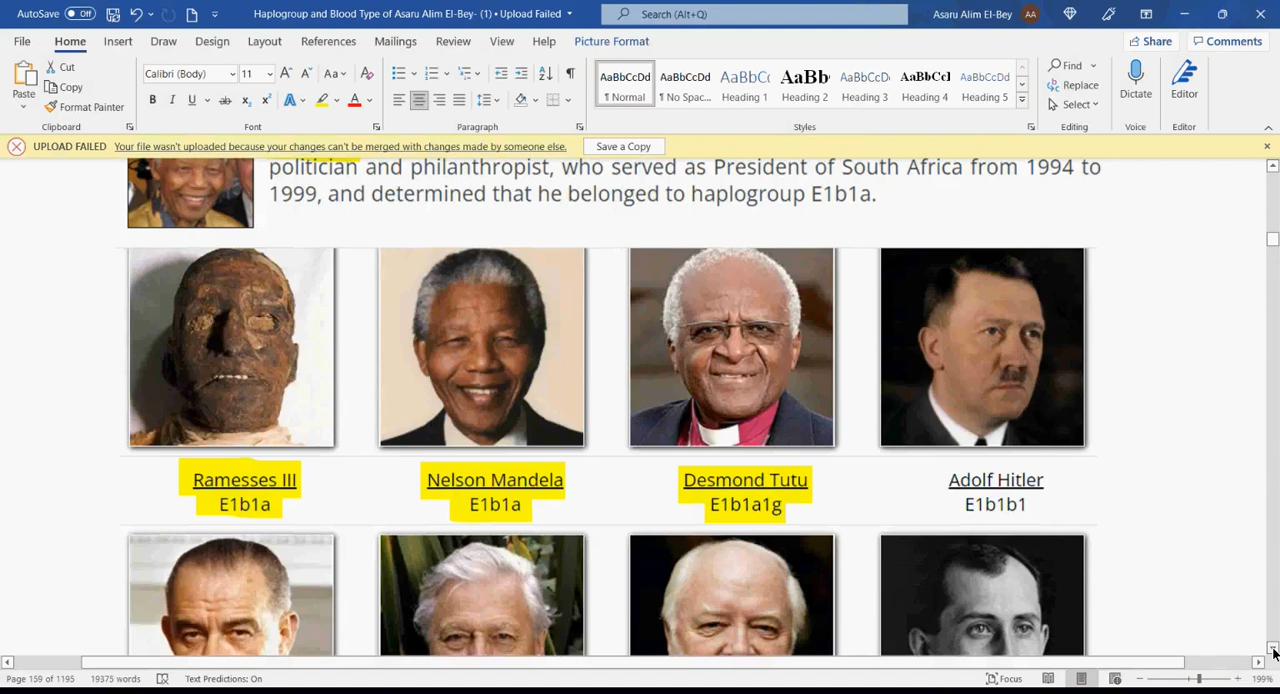 AutoSave Off
Haplogroup and Blood Type of Asaru Alim El-Bey- (1) • Upload Failed
Search (Alt+Q)
Asaru Alim El-Bey AA
File Home Insert Draw Design Layout References Mailings Review View Help Picture Format
Share Comments
Paste
Cut
Copy
Format Painter
Calibri (Body) 11
AaBbCcDd AaBbCcDd AaBbC( AaBb AaBbCcDd AaBbCcl AaBbCcDd
¶ Normal ¶ No Spac... Heading 1 Heading 2 Heading 3 Heading 4 Heading 5
Find
Replace
Select
Dictate
Editor
Clipboard Font Paragraph Styles Editing Voice Editor
UPLOAD FAILED Your file wasn't uploaded because your changes can't be merged with changes made by someone else. Save a Copy
politician and philanthropist, who served as President of South Africa from 1994 to
1999, and determined that he belonged to haplogroup E1b1a.
Ramesses III Nelson Mandela Desmond Tutu Adolf Hitler
E1b1a E1b1a E1b1a1g E1b1b1
Page 159 of 1195 19375 words Text Predictions: On Focus 199%